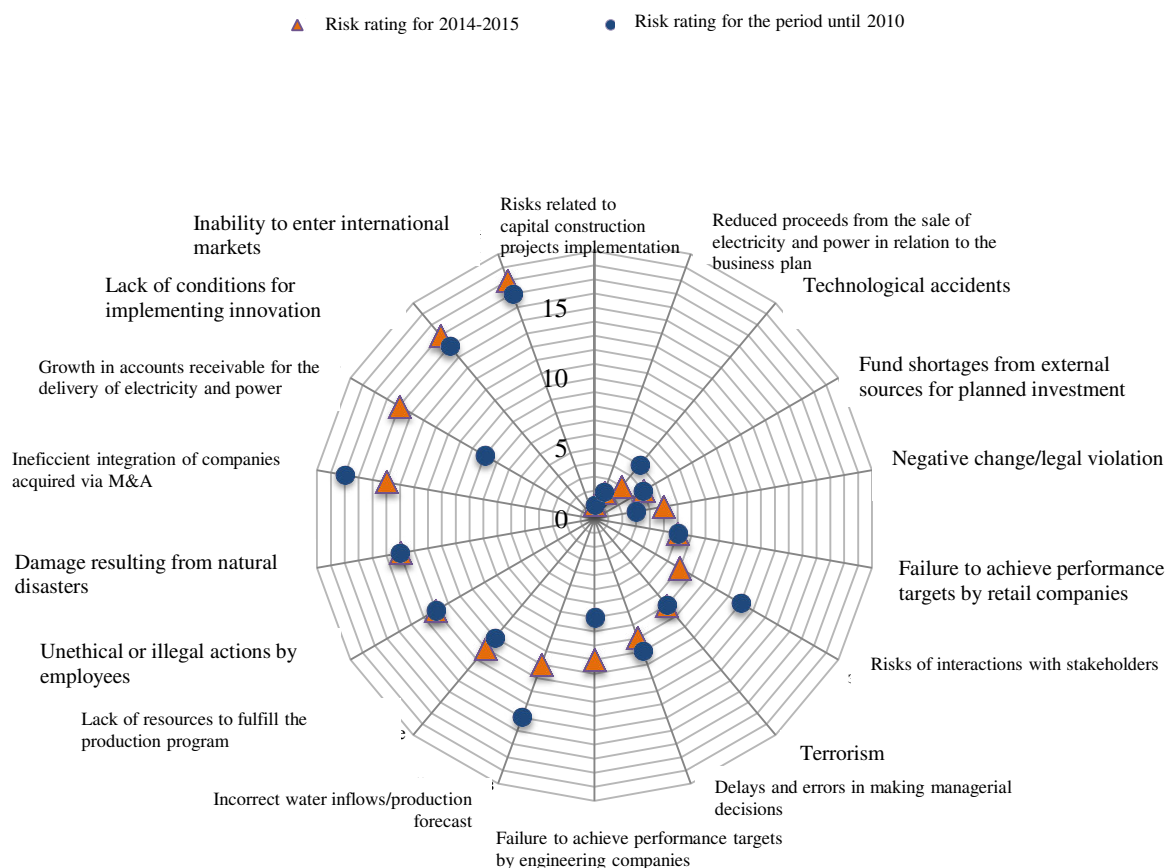 Risk rating for 2014-2015
Risk rating for the period until 2010
Risks related to
capital construction
projects implementation
Reduced proceeds from the sale of
electricity and power in relation to the
business plan
Inability to enter international
markets
Technological accidents
Lack of conditions for
implementing innovation
15
Fund shortages from external
sources for planned investment
Growth in accounts receivable for the
delivery of electricity and power
10
Ineficcient integration of companies
acquired via M&A
5
Negative change/legal violation
0
Damage resulting from natural
disasters
Failure to achieve performance
targets by retail companies
Unethical or illegal actions by
employees
Risks of interactions with stakeholders
Lack of resources to fulfill the
production program
e
Terrorism
Incorrect water inflows/production
forecast
Delays and errors in making managerial
decisions
Failure to achieve performance targets
by engineering companies